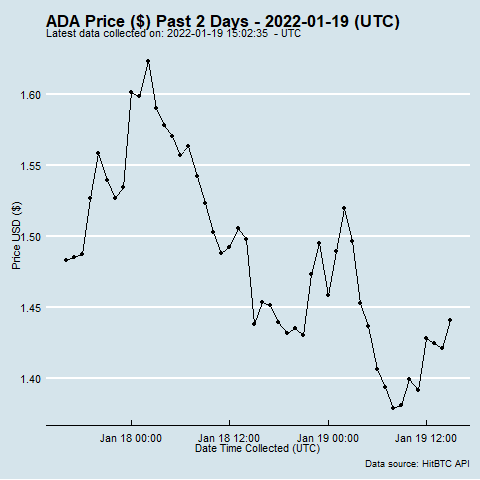 ADA Price ($) Past 2 Days - 2022-01-19 (UTC)
Latest data collected on: 2022-01-19 15:02:35 - UTC
1.60
1.55
1.50
1.45
1.40
Price USD ($)
Jan 18 00:00 Jan 18 12:00 Jan 19 00:00 Jan 19 12:00
Date Time Collected (UTC)
Data source: HitBTC API